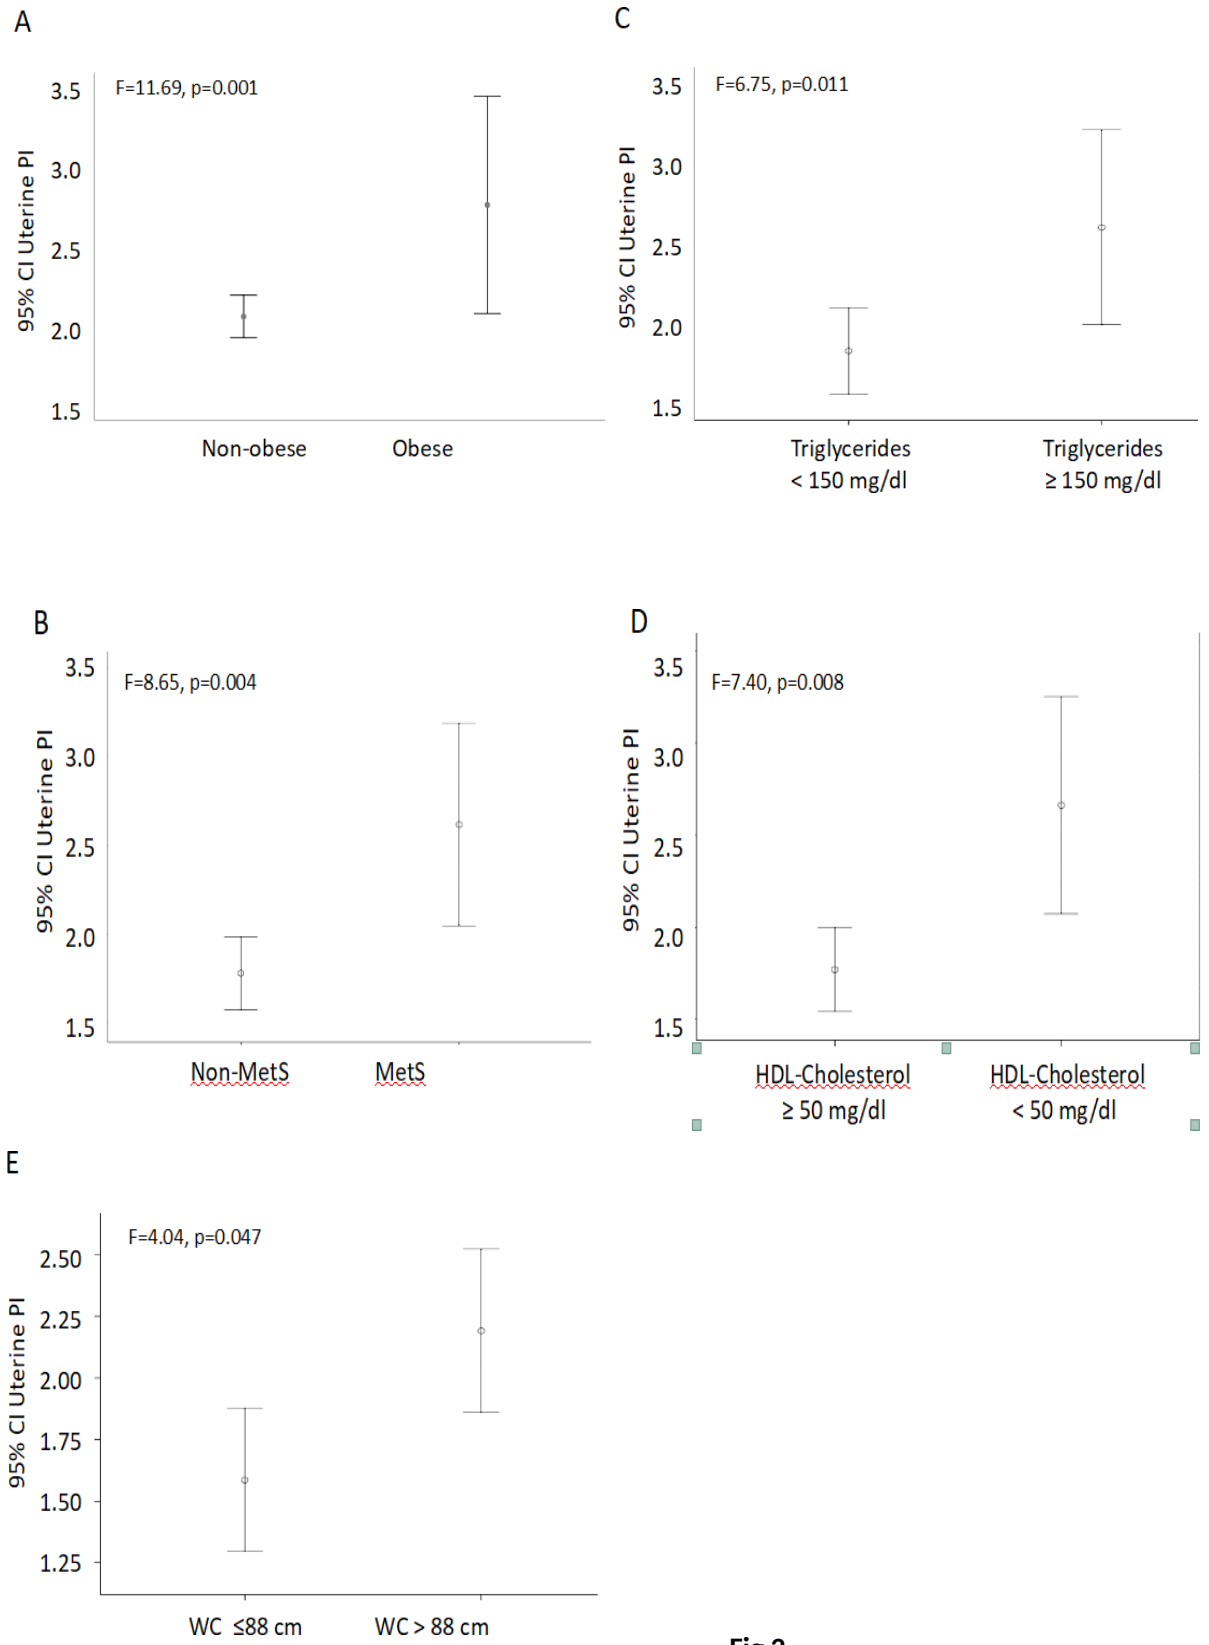 A
F=11.69, p=0.001
95% CI Uterine PI
3.5
3.0
2.5
2.0
1.5
Non-obese Obese
C
F=6.75, p=0.011
95% CI Uterine PI
3.5
3.0
2.5
2.0
1.5
Triglycerides Triglycerides
< 150 mg/dl ≥ 150 mg/dl
B
F=8.65, p=0.004
95% CI Uterine PI
3.5
3.0
2.5
2.0
1.5
Non-MetS MetS
D
F=7.40, p=0.008
95% CI Uterine PI
3.5
3.0
2.5
2.0
1.5
HDL-Cholesterol HDL-Cholesterol
≥ 50 mg/dl < 50 mg/dl
E
F=4.04, p=0.047
95% CI Uterine PI
2.50
2.25
2.00
1.75
1.50
1.25
WC ≤88 cm WC > 88 cm